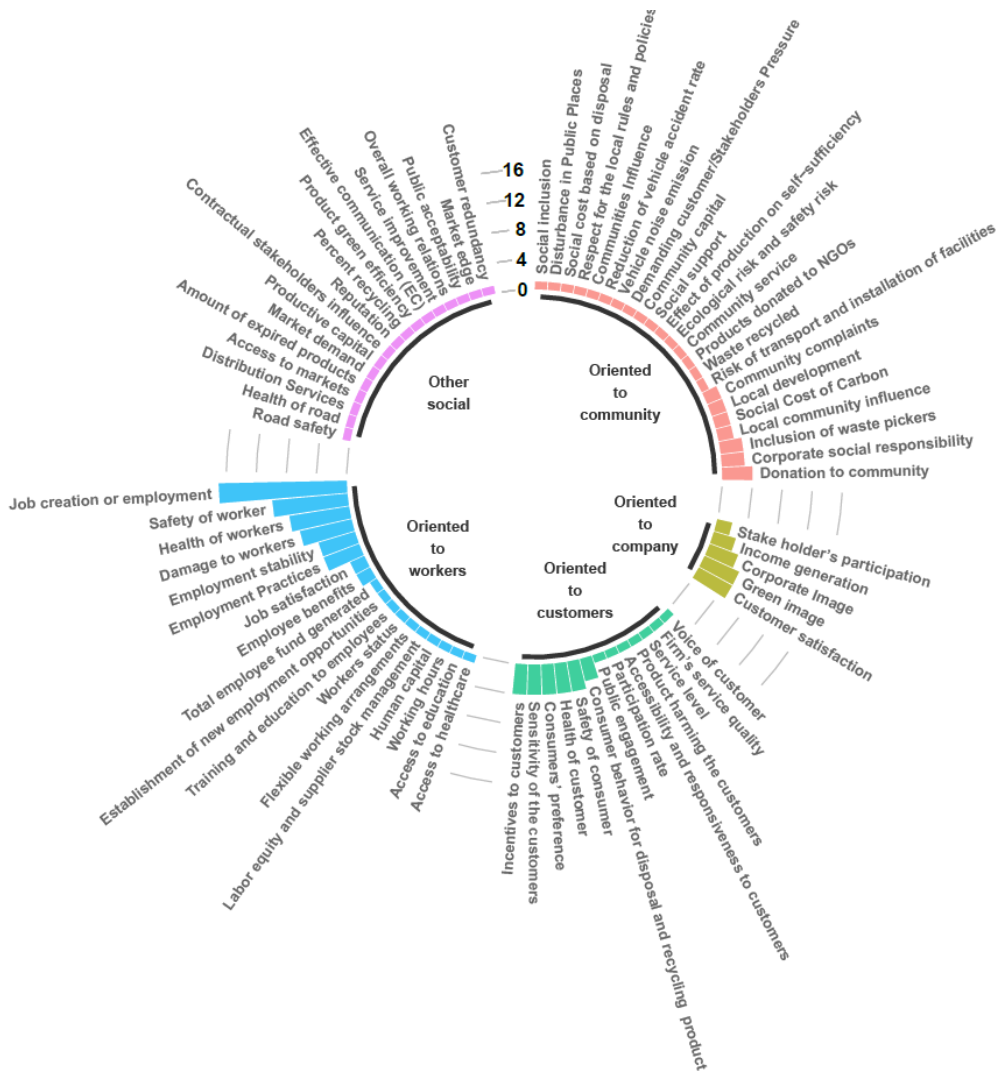 Social inclusion
Disturbance in Public Places
Social cost based on disposal
Respect for the local rules and policies
Communities Influence
Reduction of vehicle accident rate
Vehicle noise emission
Demanding customer/Stakeholders Pressure
Community capital
Social support
Effect of production on self-sufficiency
Ecological risk and safety risk
Community service
Products donated to NGOs
Waste recycled
Risk of transport and installation of facilities
Community complaints
Local development
Social Cost of Carbon
Local community influence
Inclusion of waste pickers
Corporate social responsibility
Donation to community
Stake holder's participation
Income generation
Corporate Image
Green image
Customer satisfaction
Voice of customer
Firm's service quality
Service level
Product harming the customers
Accessibility and responsiveness to customers
Participation rate
Public engagement
Consumer behavior for disposal and recycling product
Safety of consumer
Health of customer
Consumers' preference
Sensitivity of the customers
Incentives to customers
Access to healthcare
Access to education
Working hours
Human capital
Labor equity and supplier stock management
Flexible working arrangements
Workers status
Training and education to employees
Establishment of new employment opportunities
Total employee fund generated
Employee benefits
Job satisfaction
Employment Practices
Employment stability
Damage to workers
Health of workers
Safety of worker
Job creation or employment
Road safety
Health of road
Distribution Services
Access to markets
Amount of expired products
Market demand
Productive capital
Contractual stakeholders influence
Reputation
Percent recycling
Product green efficiency
Effective communication (EC)
Service improvement
Overall working relations
Public acceptability
Market edge
Customer redundancy
16
12
8
4
0
Other
social
Oriented
to
community
Oriented
to
company
Oriented
to
customers
Oriented
to
workers